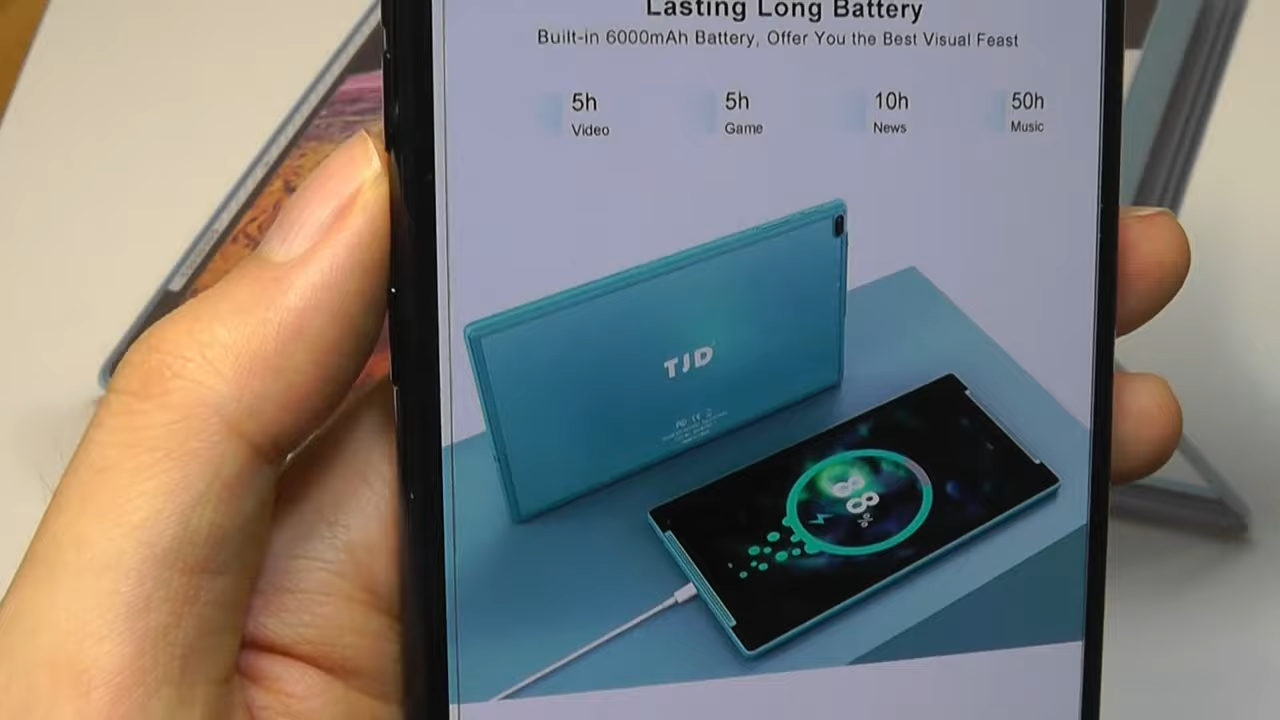 Lasting Long Battery
Built-in 6000mAh Battery, Offer You the Best Visual Feast
5h
Video
5h
Game
10h
News
50h
Music
TJD
88
%